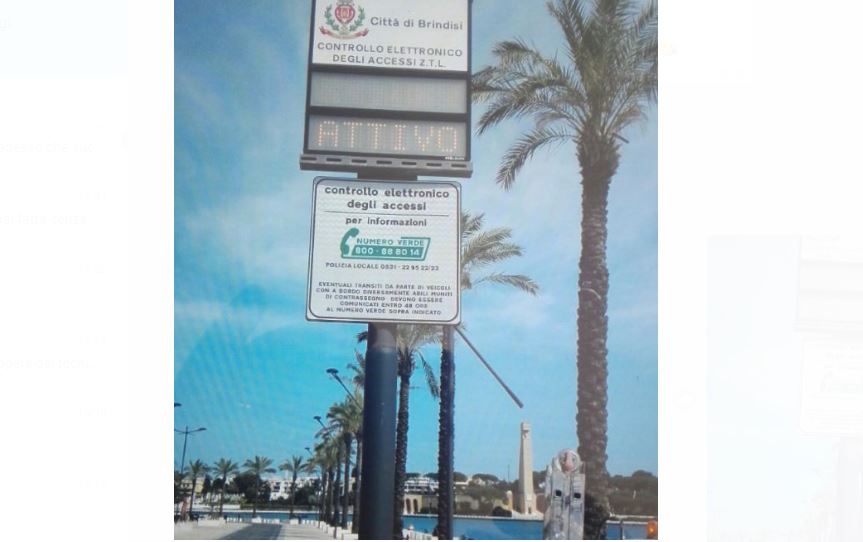 Città di Brindisi
CONTROLLO ELETTRONICO
DEGLI ACCESSI Z.T.L.
ATTIVO
controllo elettronico
degli accessi
per informazioni
NUMERO VERDE
800 - 68 80 14
POLIZIA LOCALE 0831 - 22 95 22/23
EVENTUALI TRANSITI DA PARTE DI VEICOLI
CON A BORDO DIVERSAMENTE ABILI MUNITI
DI CONTRASSEGNO DEVONO ESSERE
COMUNICATI ENTRO 48 ORE
AL NUMERO VERDE SOPRA INDICATO